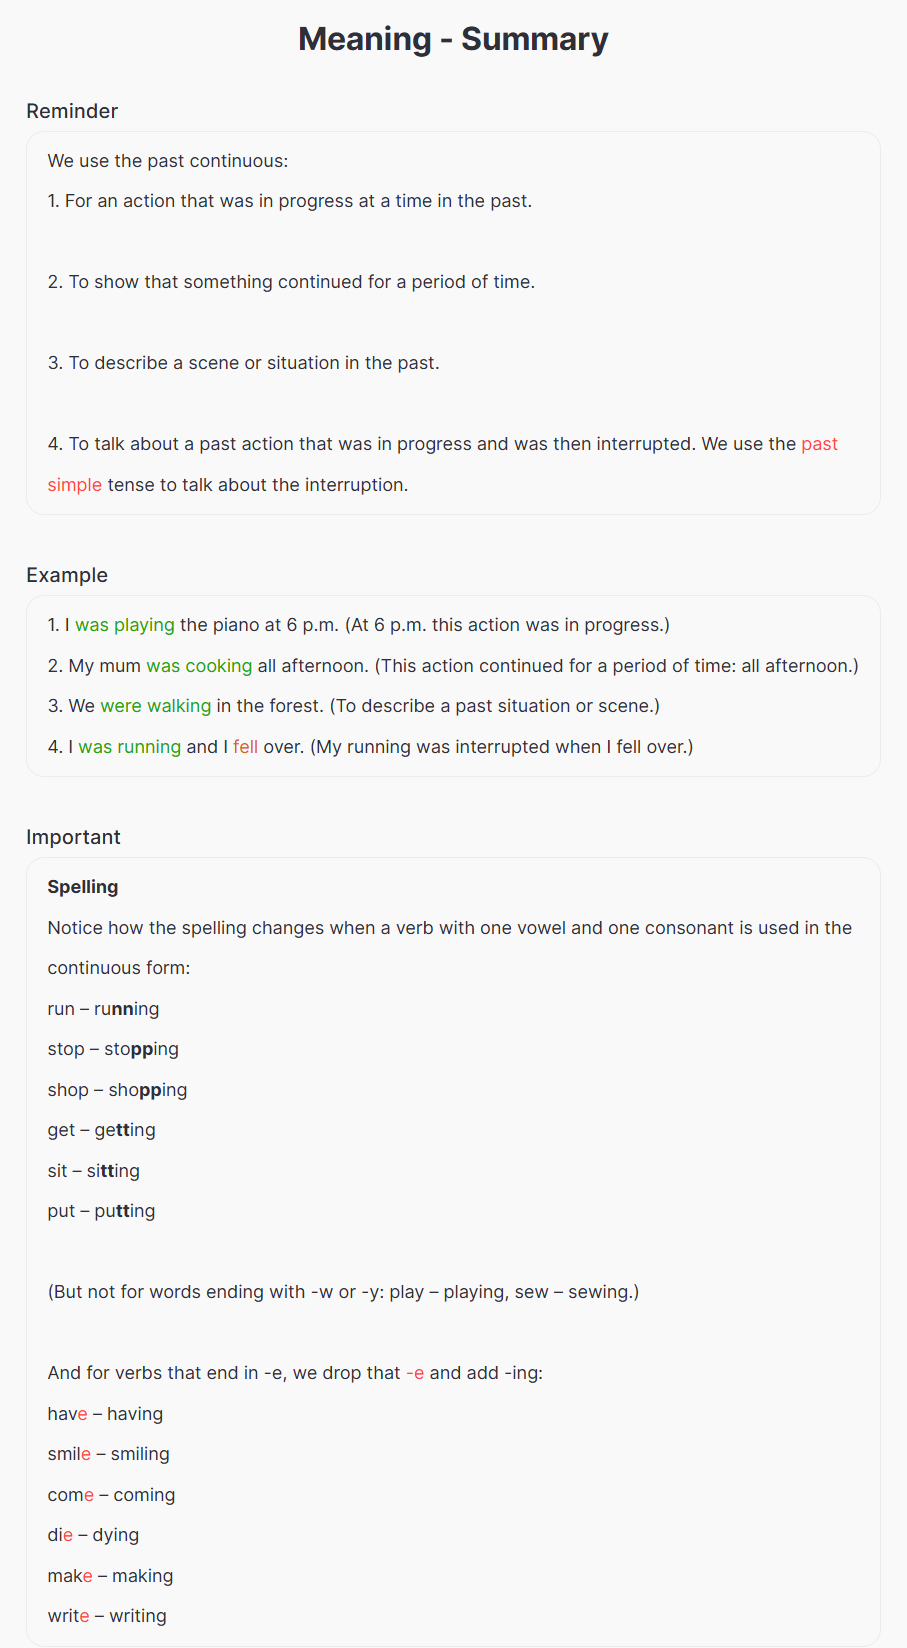 Meaning - Summary
Reminder
We use the past continuous:
1. For an action that was in progress at a time in the past.
2. To show that something continued for a period of time.
3. To describe a scene or situation in the past.
4. To talk about a past action that was in progress and was then interrupted. We use the past
simple tense to talk about the interruption.
Example
1. I was playing the piano at 6 p.m. (At 6 p.m. this action was in progress.)
2. My mum was cooking all afternoon. (This action continued for a period of time: all afternoon.)
3. We were walking in the forest. (To describe a past situation or scene.)
4. I was running and I fell over. (My running was interrupted when I fell over.)
Important
Spelling
Notice how the spelling changes when a verb with one vowel and one consonant is used in the
continuous form:
run – running
stop – stopping
shop – shopping
get – getting
sit – sitting
put – putting
(But not for words ending with -w or -y: play – playing, sew – sewing.)
And for verbs that end in -e, we drop that -e and add -ing:
have – having
smile – smiling
come – coming
die – dying
make – making
write – writing